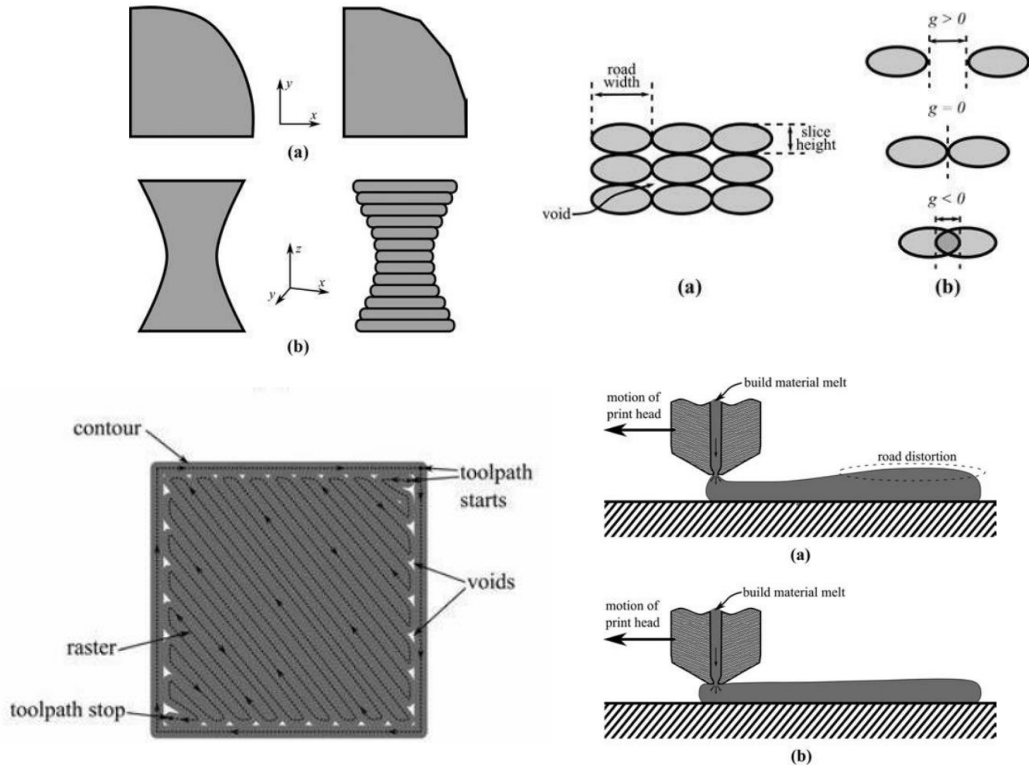 y
x
(a)
z
y
x
(b)
road
width
slice
height
void
(a)
g > 0
g = 0
g < 0
(b)
contour
toolpath
starts
voids
raster
toolpath stop
build material melt
motion of
print head
road distortion
(a)
build material melt
motion of
print head
(b)